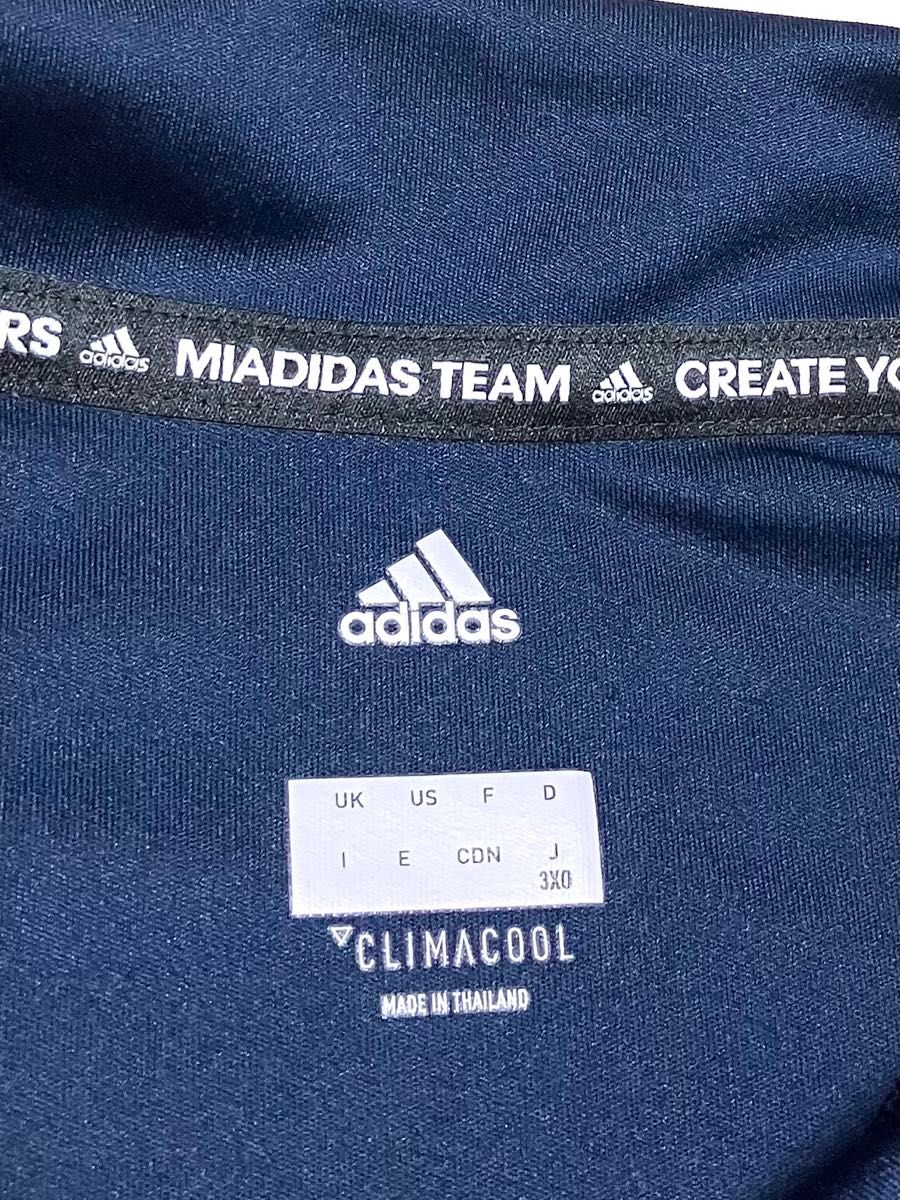 RS adidas MIADIDAS TEAM adidas CREATE YO
adidas
UK US F D
I E CDN J
3XO
CLIMACOOL
MADE IN THAILAND